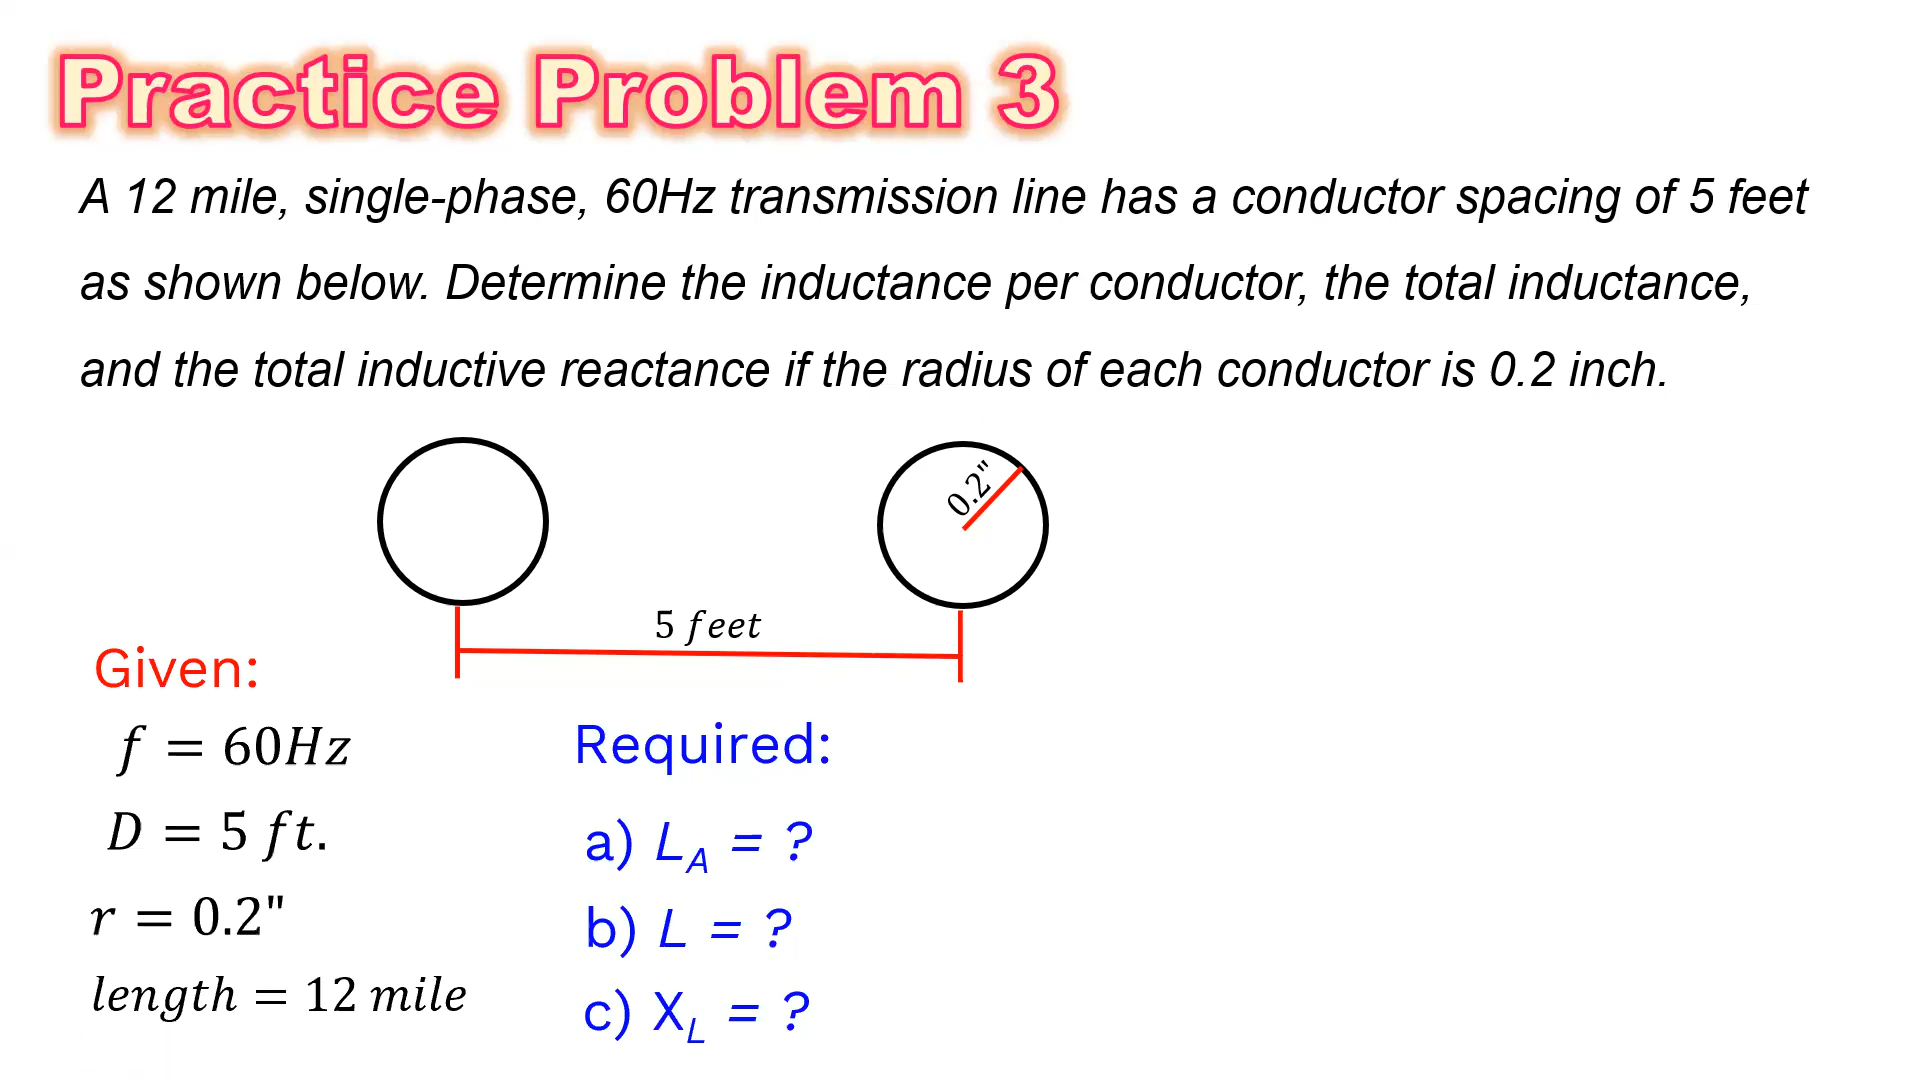 Practice Problem 3
A 12 mile, single-phase, 60Hz transmission line has a conductor spacing of 5 feet
as shown below. Determine the inductance per conductor, the total inductance,
and the total inductive reactance if the radius of each conductor is 0.2 inch.
0.2"
5 feet
Given:
f = 60Hz
D = 5 ft.
r = 0.2"
length = 12 mile
Required:
a) L_A = ?
b) L = ?
c) X_L = ?